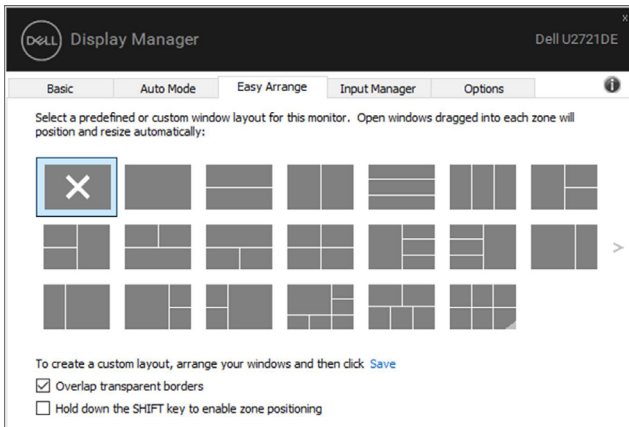 DELL Display Manager
Dell U2721DE
Basic
Auto Mode
Easy Arrange
Input Manager
Options
Select a predefined or custom window layout for this monitor. Open windows dragged into each zone will
position and resize automatically:
To create a custom layout, arrange your windows and then click Save
Overlap transparent borders
Hold down the SHIFT key to enable zone positioning